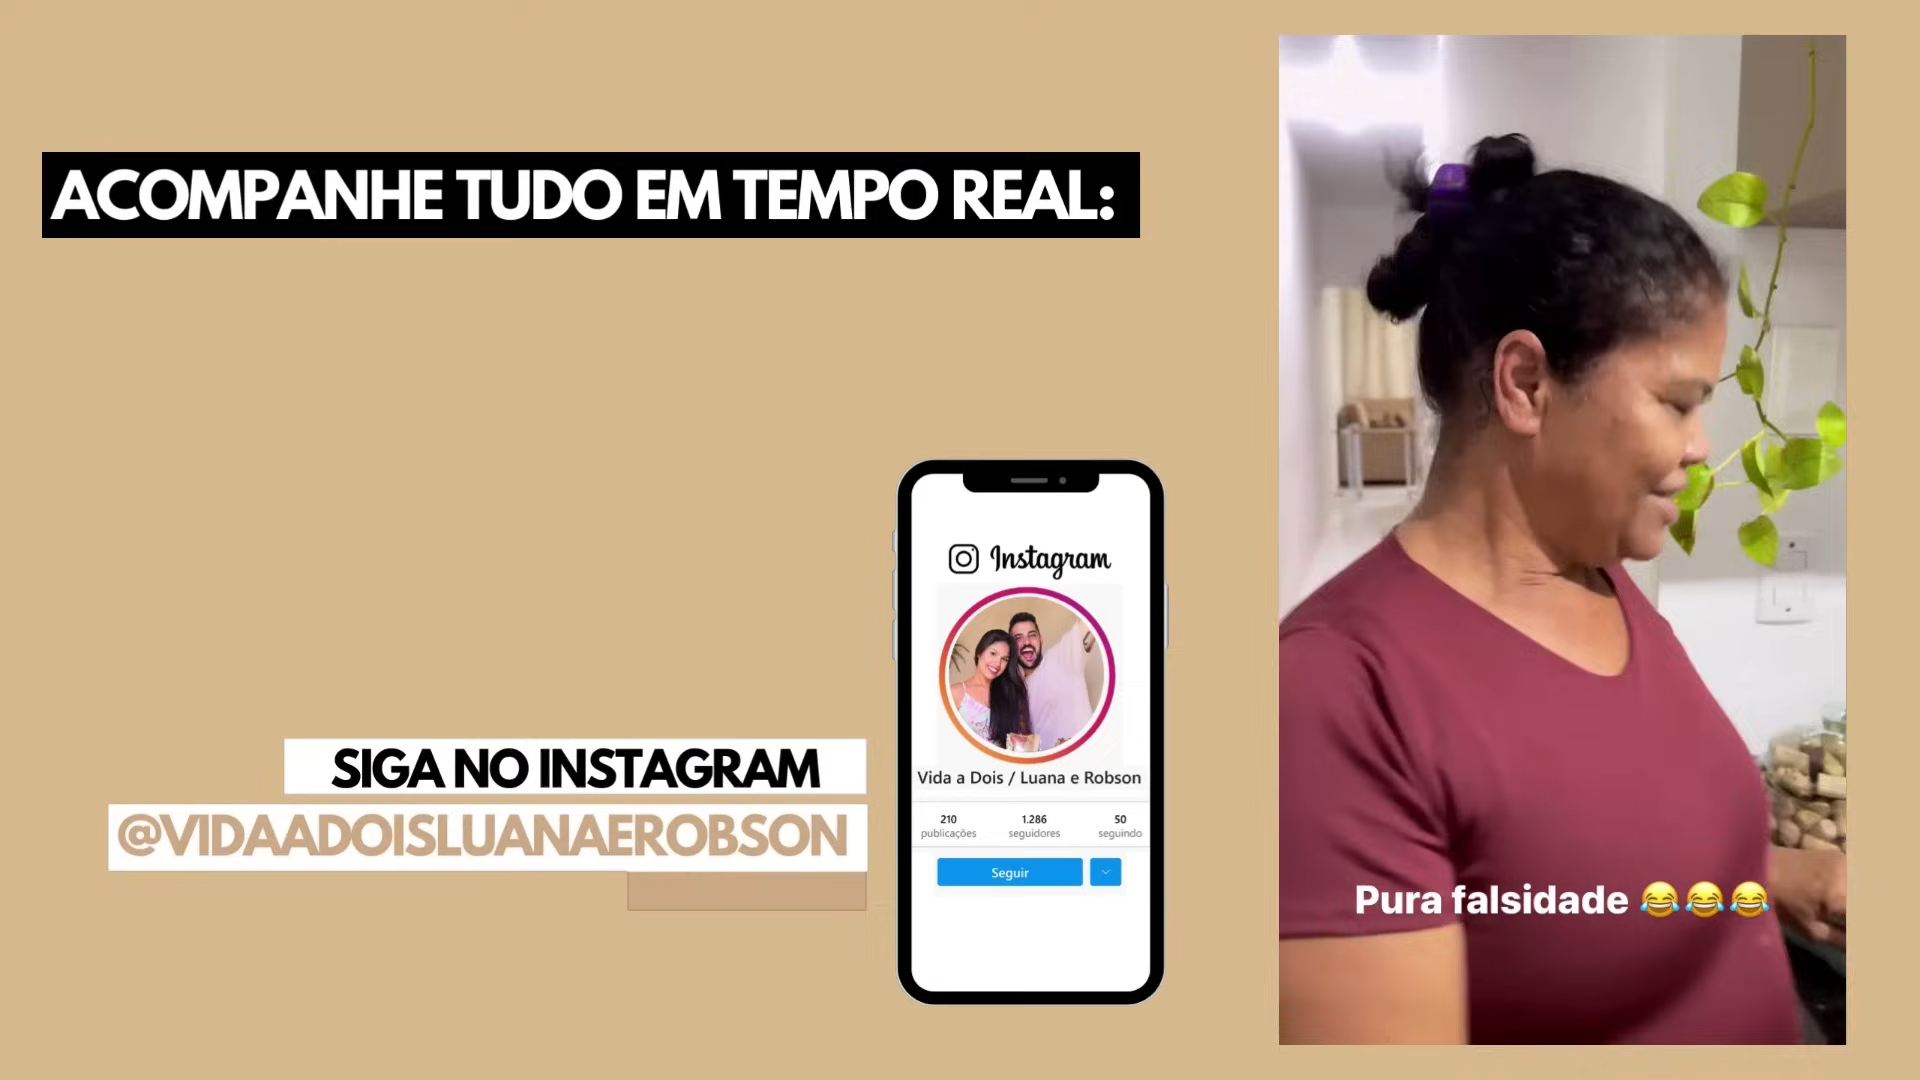 ACOMPANHE TUDO EM TEMPO REAL:
Instagram
Vida a Dois / Luana e Robson
210
publicações
1.286
seguidores
50
seguindo
Seguir
SIGA NO INSTAGRAM
@VIDAADOISLUANAEROBSON
Pura falsidade 😂😂😂